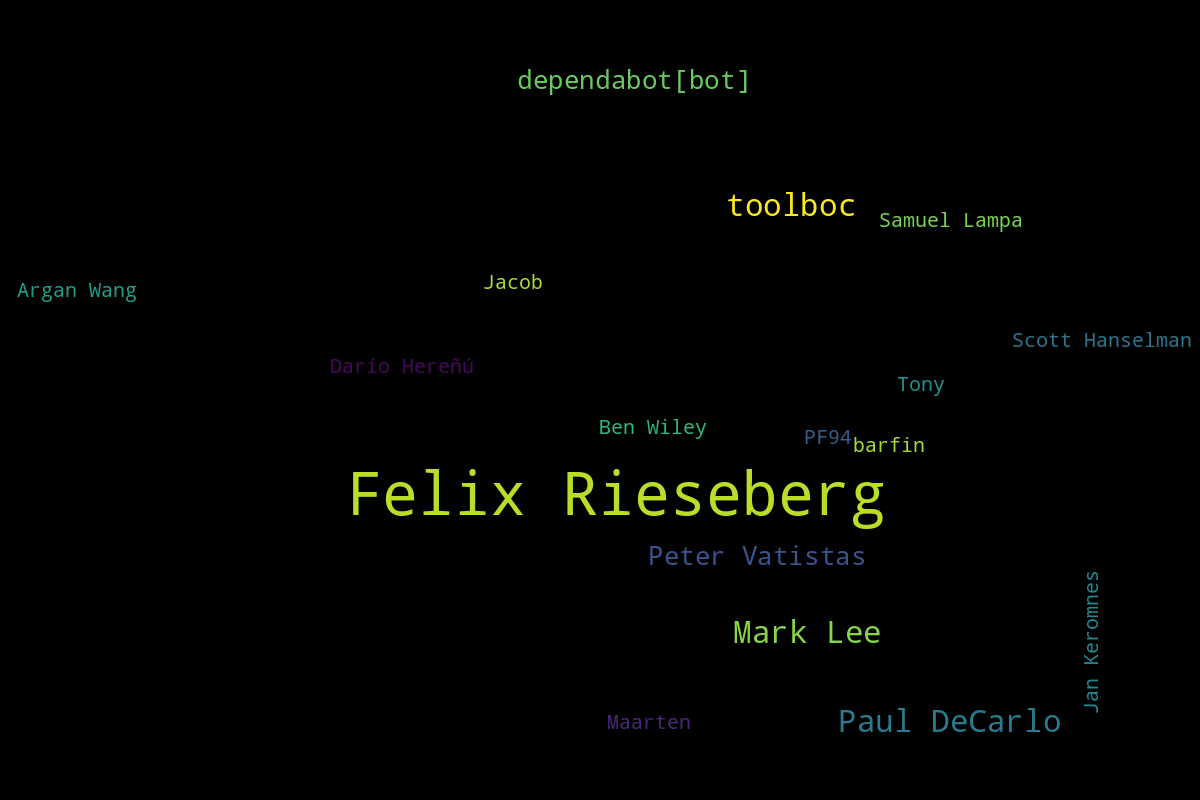 dependabot[bot]
toolboc
Samuel Lampa
Jacob
Argan Wang
Scott Hanselman
Darío Hereñú
Tony
Ben Wiley
PF94
barfin
Felix Rieseberg
Peter Vatistas
Mark Lee
Jan Keromnes
Maarten
Paul DeCarlo